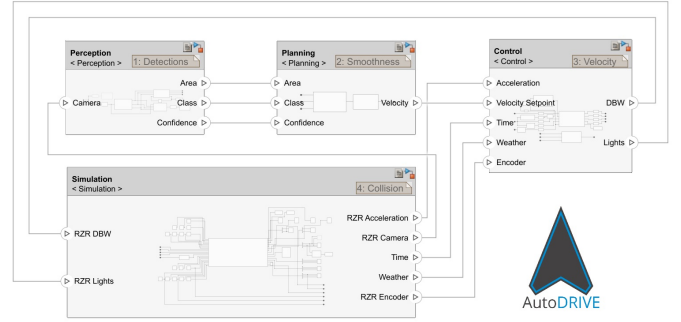 Perception
< Perception >
1: Detections
Camera
Area
Class
Confidence
Planning
< Planning >
2: Smoothness
Area
Class
Confidence
Velocity
Control
< Control >
3: Velocity
Acceleration
Velocity Setpoint
Time
Weather
Encoder
DBW
Lights
Simulation
< Simulation >
4: Collision
RZR DBW
RZR Lights
RZR Acceleration
RZR Camera
Time
Weather
RZR Encoder
AutoDRIVE